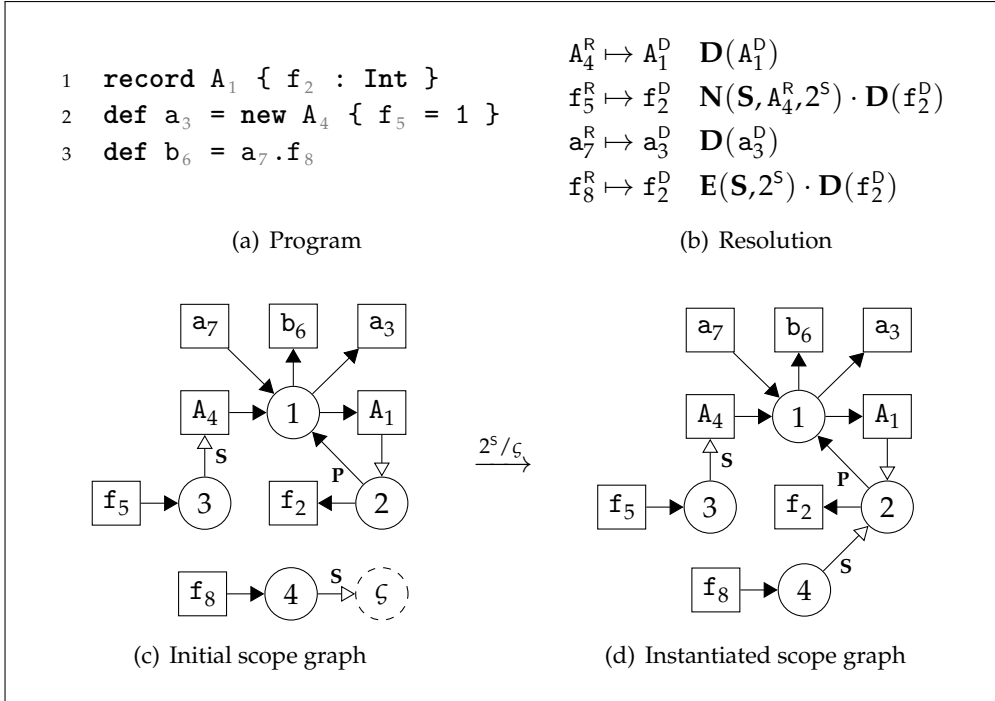 1 record A₁ { f₂ : Int }
2 def a₃ = new A₄ { f₅ = 1 }
3 def b₆ = a₇.f₈
(a) Program
A₄ᴿ ↦ A₁ᴰ D(A₁ᴰ)
f₅ᴿ ↦ f₂ᴰ N(S, A₄ᴿ, 2ˢ) · D(f₂ᴰ)
a₇ᴿ ↦ a₃ᴰ D(a₃ᴰ)
f₈ᴿ ↦ f₂ᴰ E(S, 2ˢ) · D(f₂ᴰ)
(b) Resolution
a₇ b₆ a₃
A₄ 1 A₁
S P
f₅ 3 f₂ 2
S
f₈ 4 ς
(c) Initial scope graph
2ˢ/ς
a₇ b₆ a₃
A₄ 1 A₁
S P
f₅ 3 f₂ 2
S
f₈ 4
(d) Instantiated scope graph